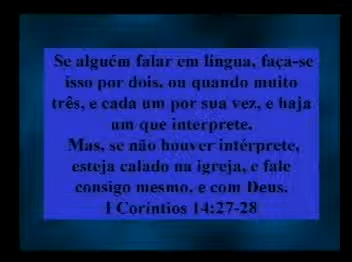 Se alguém falar em língua, faça-se
isso por dois, ou quando muito
três, e cada um por sua vez, e haja
um que interprete.
Mas, se não houver intérprete,
esteja calado na igreja, e fale
consigo mesmo, e com Deus.
I Coríntios 14:27-28